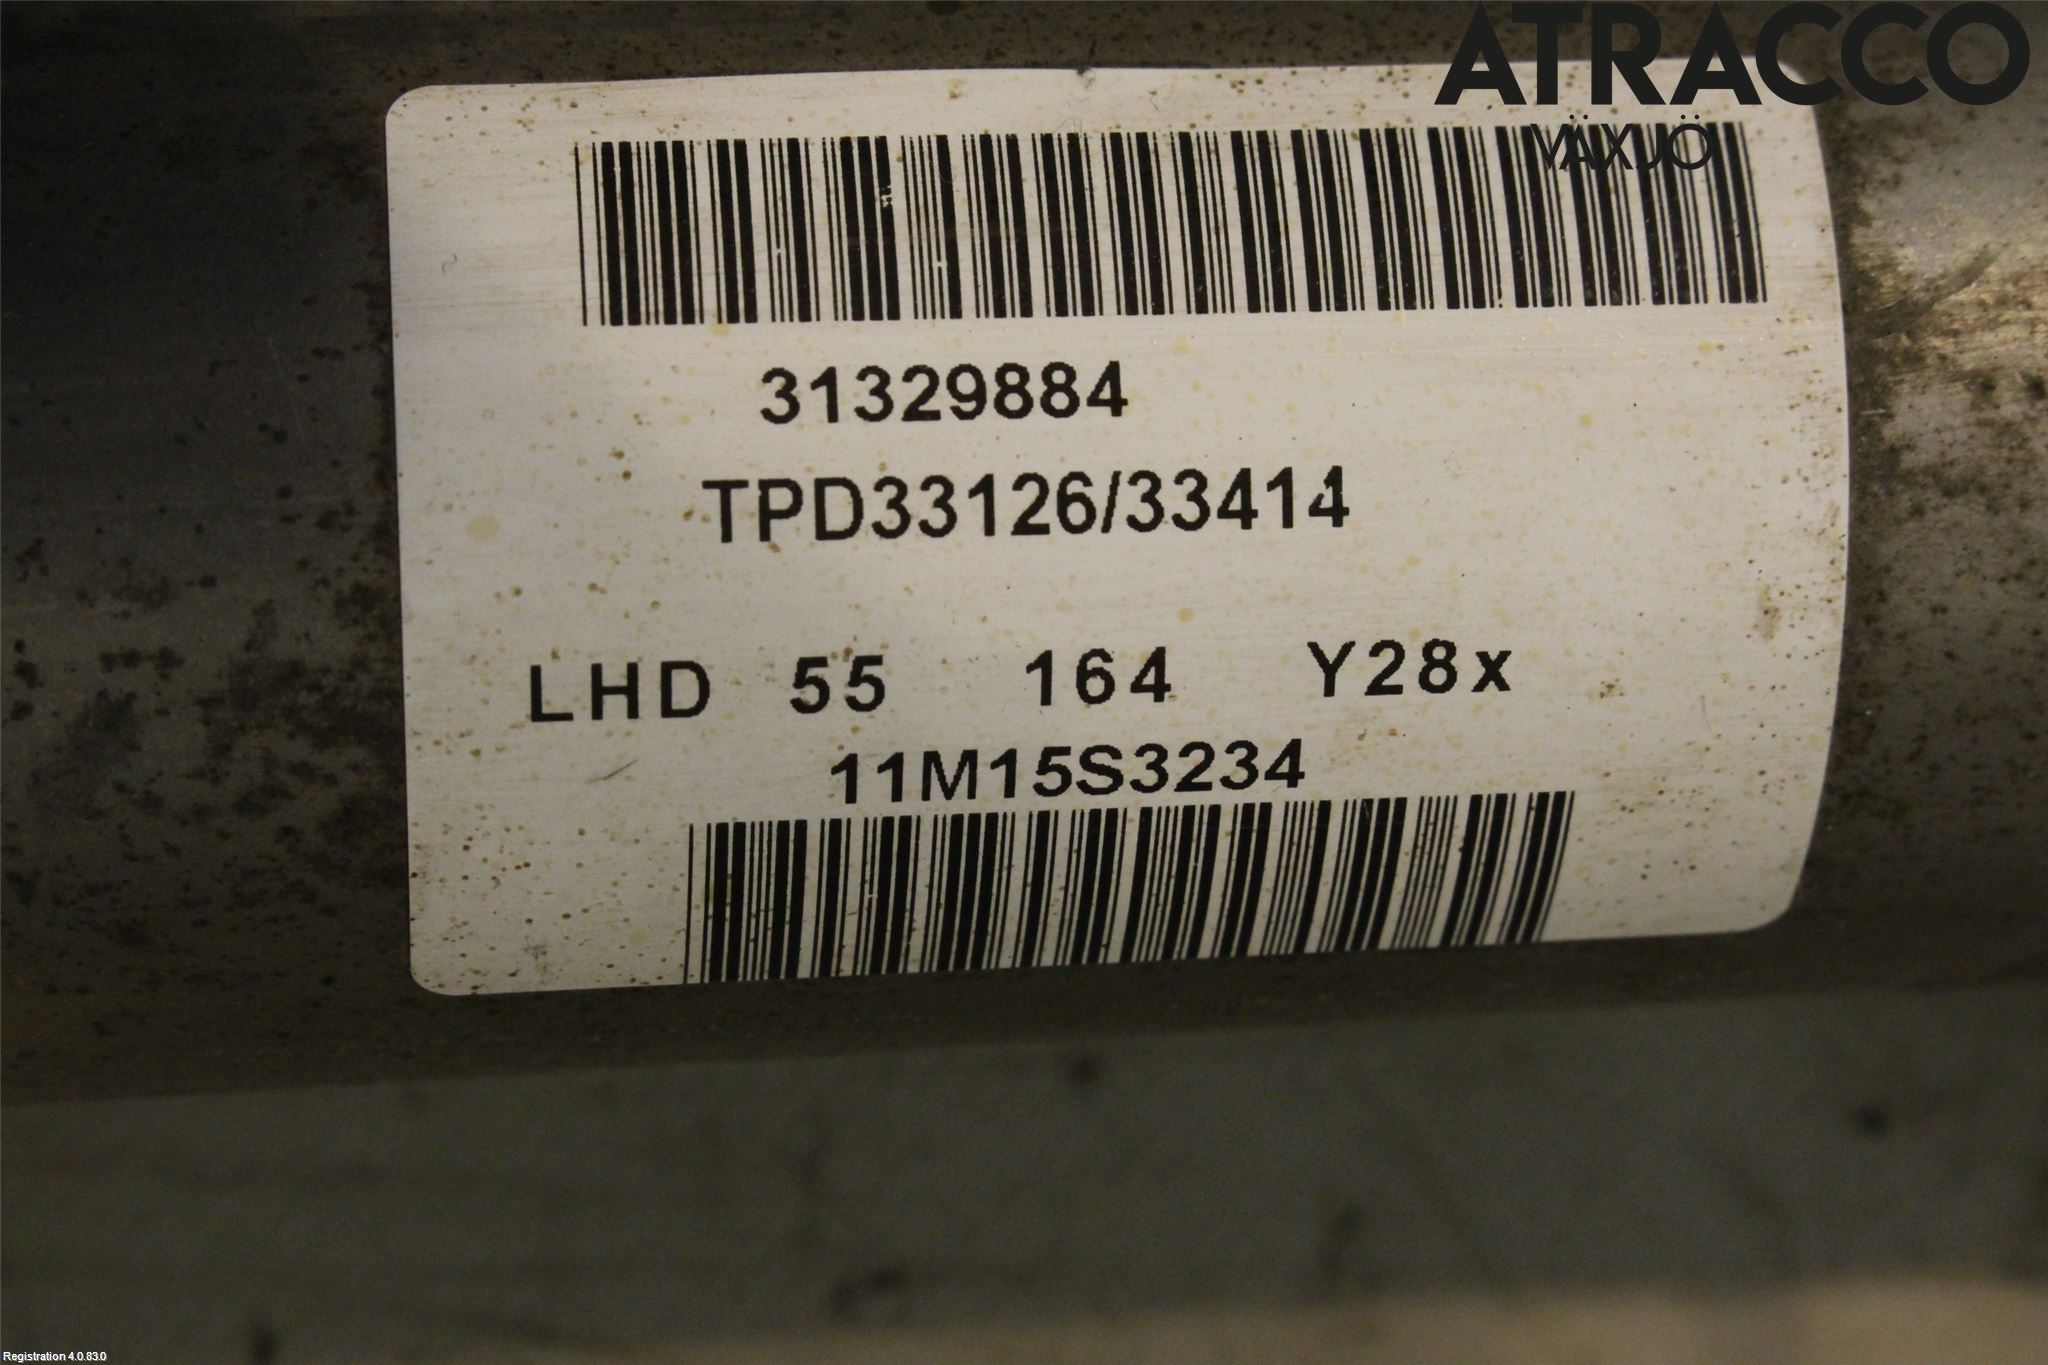 ATRACCO
VÄXJÖ
31329884
TPD33126/33414
LHD 55 164 Y28x
11M15S3234
Registration 4.0.83.0